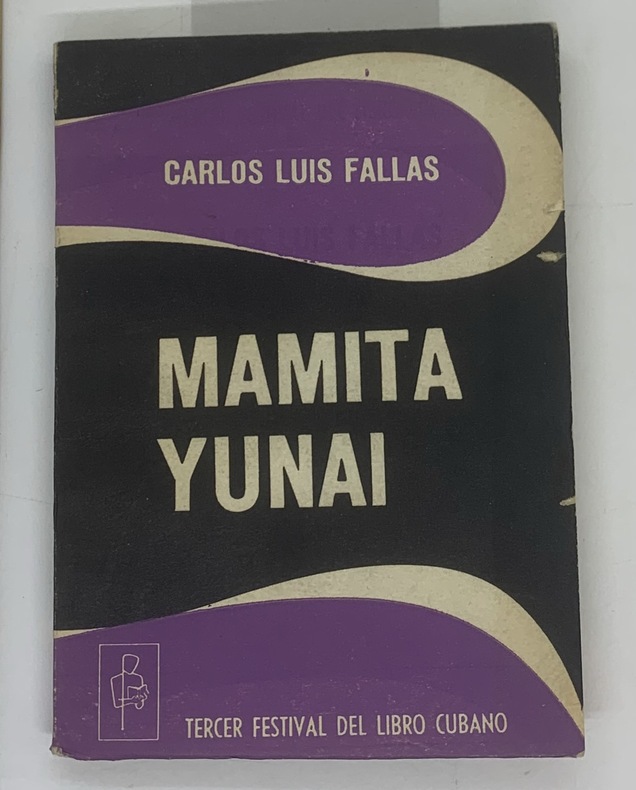 CARLOS LUIS FALLAS
MAMITA
YUNAI
TERCER FESTIVAL DEL LIBRO CUBANO